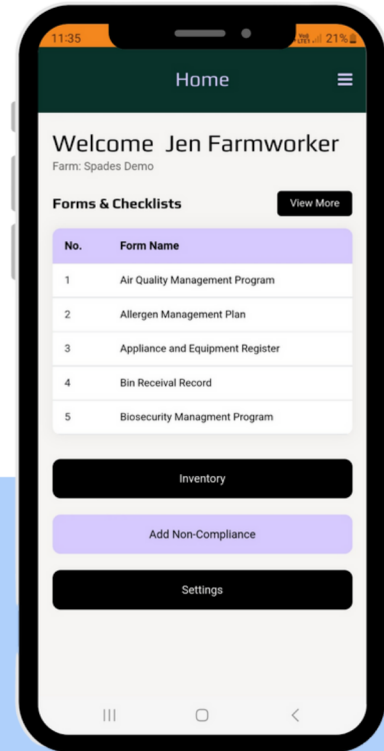 11:35
21%
Home
Welcome Jen Farmworker
Farm: Spades Demo
Forms & Checklists
View More
No. Form Name
1 Air Quality Management Program
2 Allergen Management Plan
3 Appliance and Equipment Register
4 Bin Receival Record
5 Biosecurity Managment Program
Inventory
Add Non-Compliance
Settings